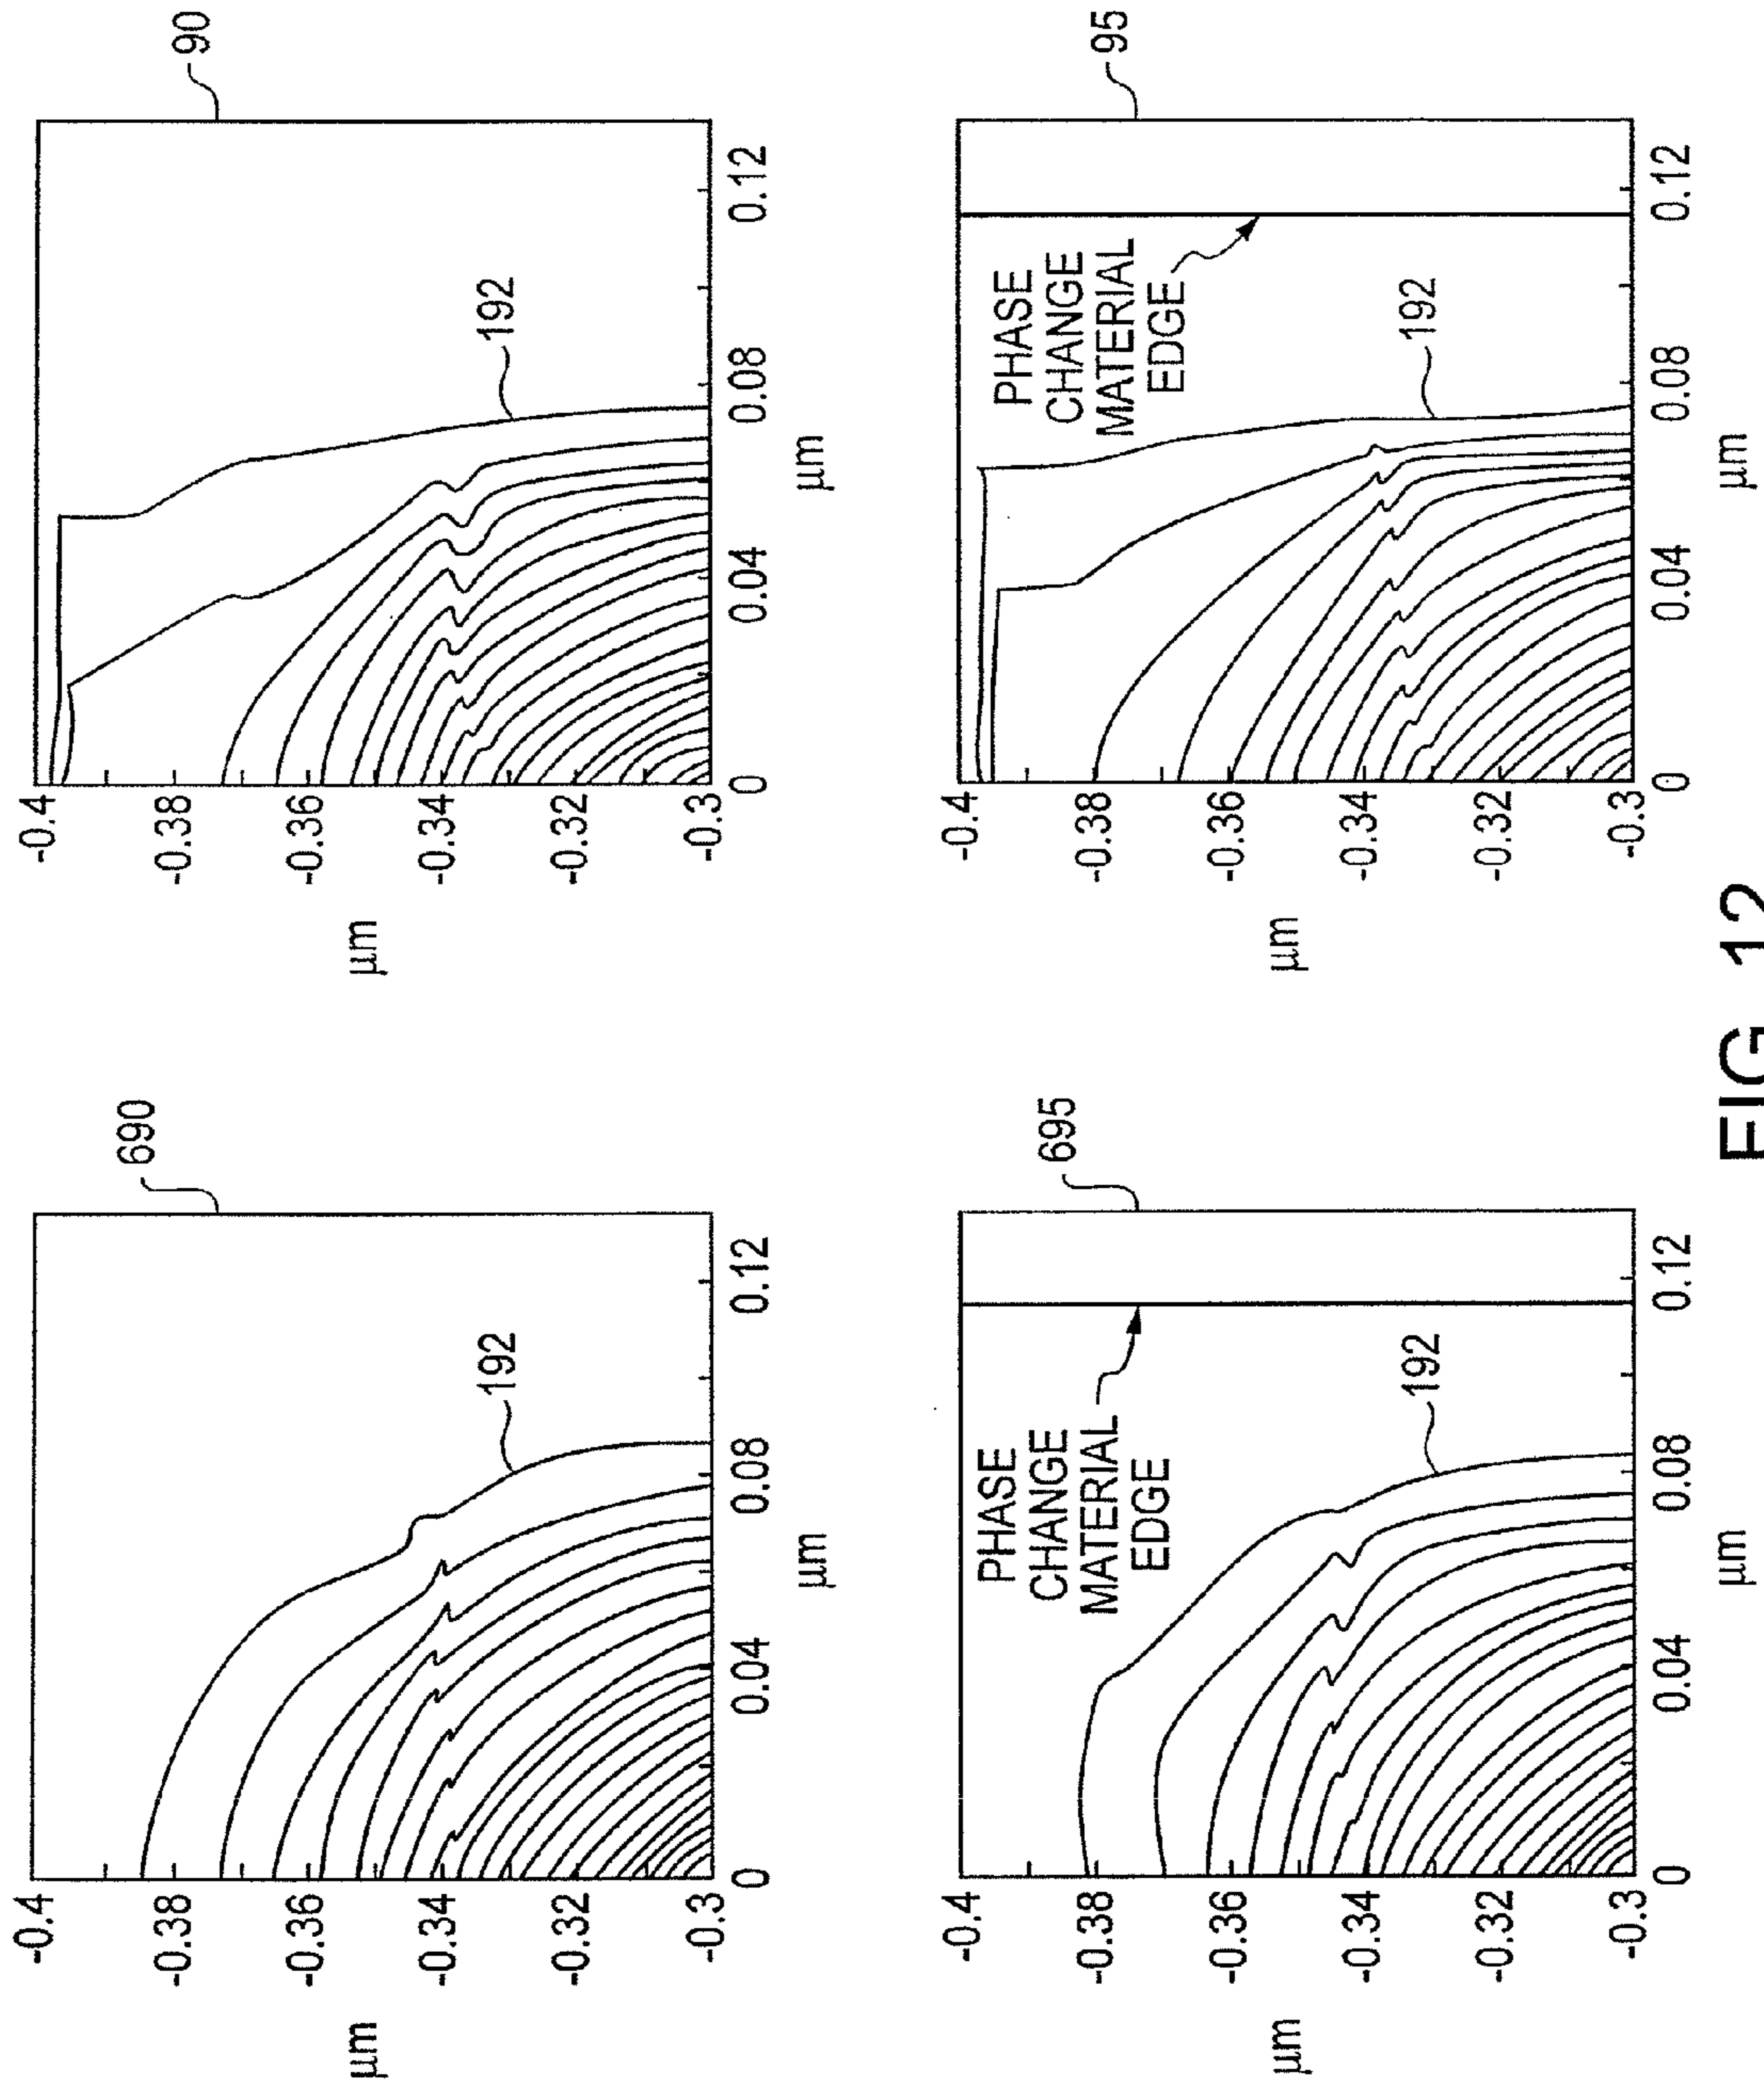 690
-0.4
-0.38
-0.36
-0.34
-0.32
-0.3
µm
192
0
0.04
0.08
0.12
µm
90
-0.4
-0.38
-0.36
-0.34
-0.32
-0.3
µm
192
0
0.04
0.08
0.12
µm
695
-0.4
-0.38
-0.36
-0.34
-0.32
-0.3
µm
PHASE
CHANGE
MATERIAL
EDGE
192
0
0.04
0.08
0.12
µm
95
-0.4
-0.38
-0.36
-0.34
-0.32
-0.3
µm
PHASE
CHANGE
MATERIAL
EDGE
192
0
0.04
0.08
0.12
µm
FIG 12